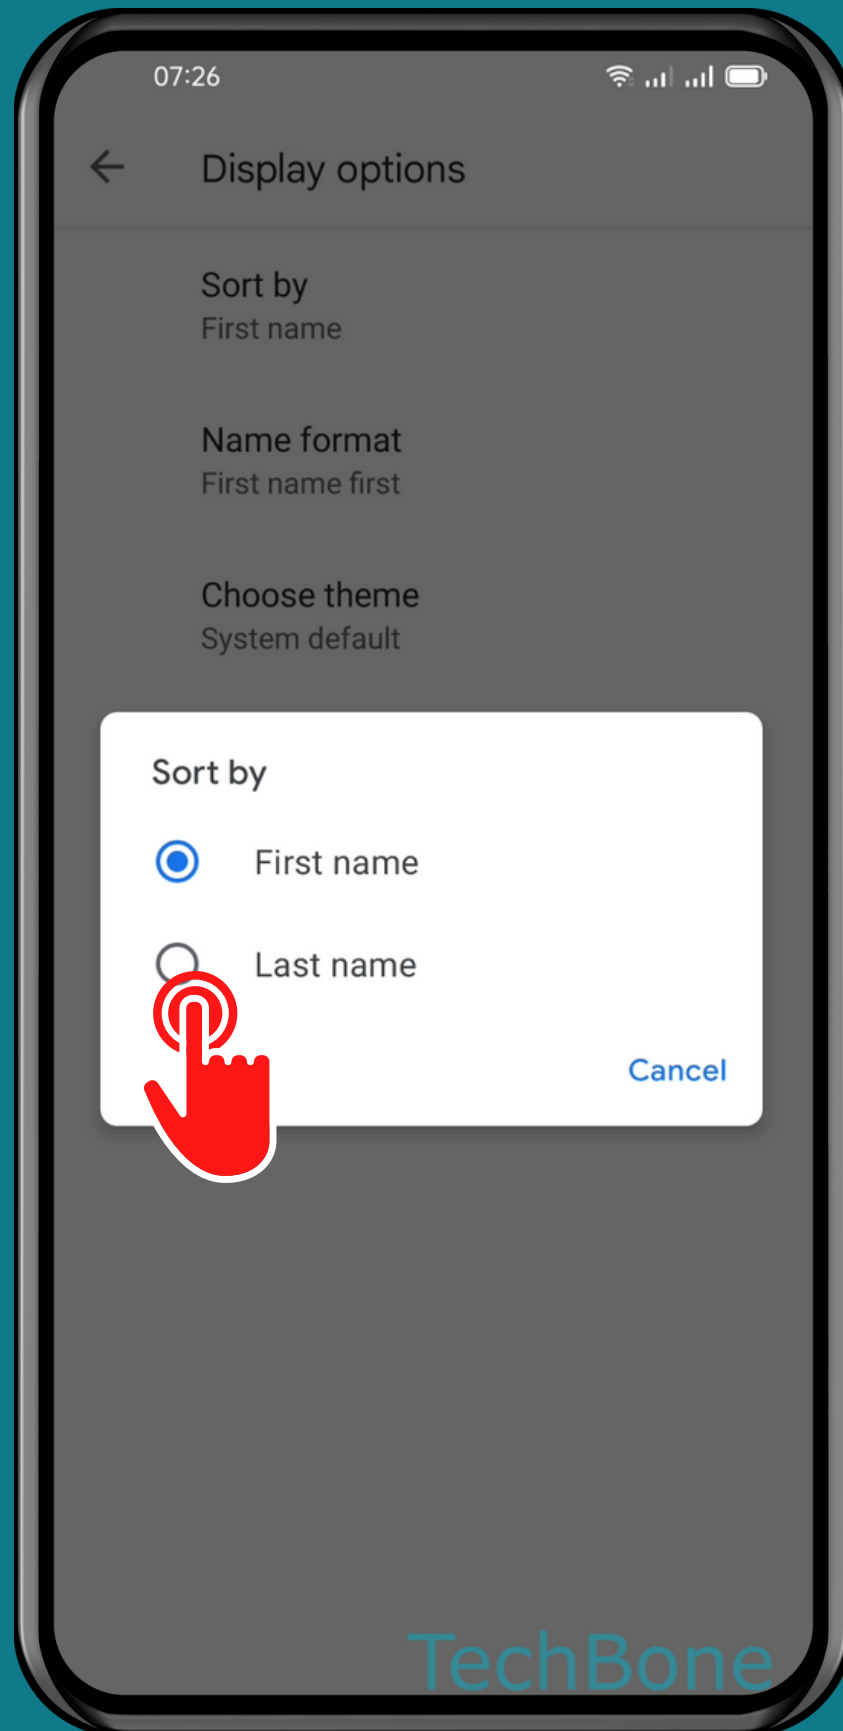 07:26
Display options
Sort by
First name
Name format
First name first
Choose theme
System default
Sort by
First name
Last name
Cancel
TechBone